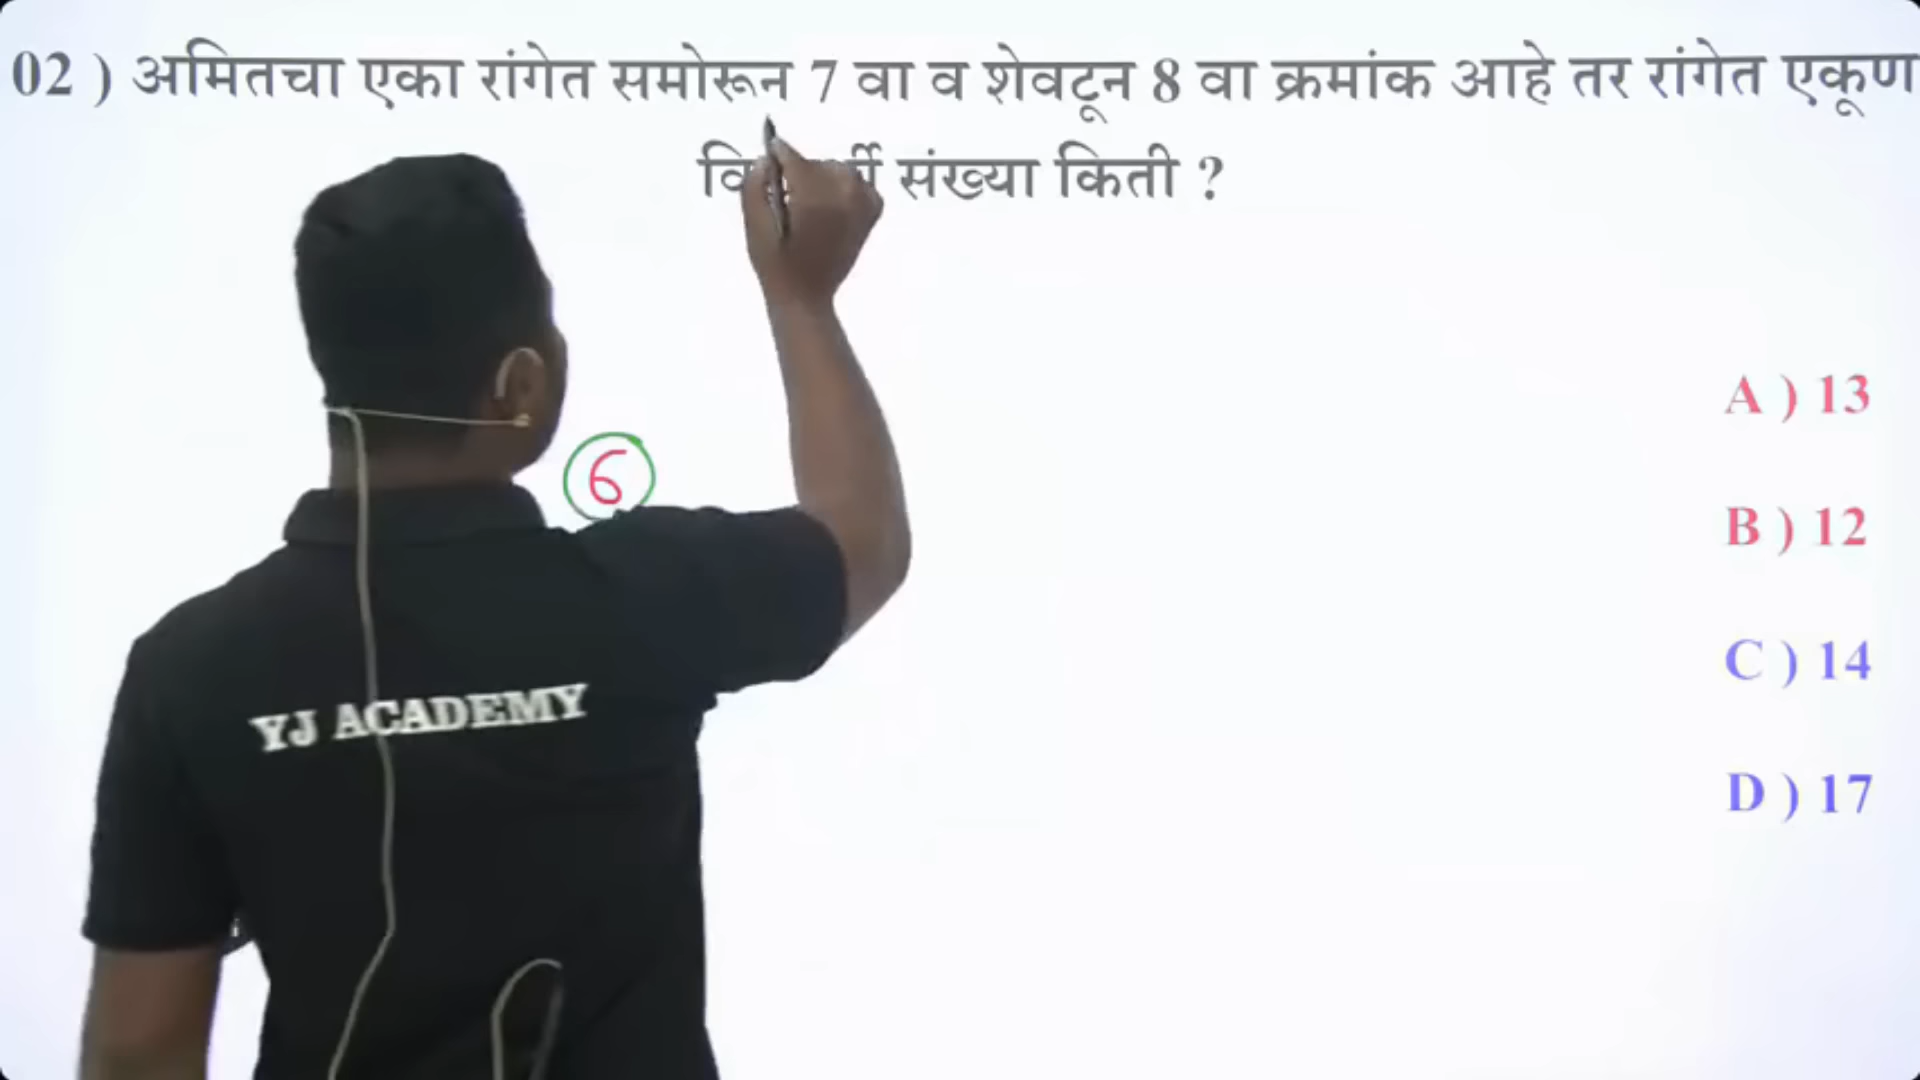 02 ) अमितचा एका रांगेत समोरून 7 वा व शेवटून 8 वा क्रमांक आहे तर रांगेत एकूण
संख्या किती ?
6
A ) 13
B ) 12
C ) 14
D ) 17
YJ ACADEMY